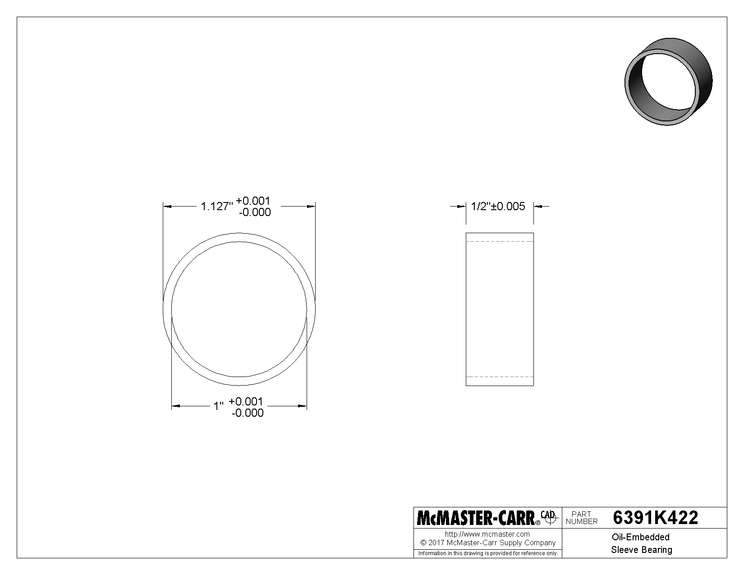 1.127" +0.001
-0.000
1/2"±0.005
1" +0.001
-0.000
McMASTER-CARR® CAD
http://www.mcmaster.com
© 2017 McMaster-Carr Supply Company
Information in this drawing is provided for reference only.
PART
NUMBER
6391K422
Oil-Embedded
Sleeve Bearing